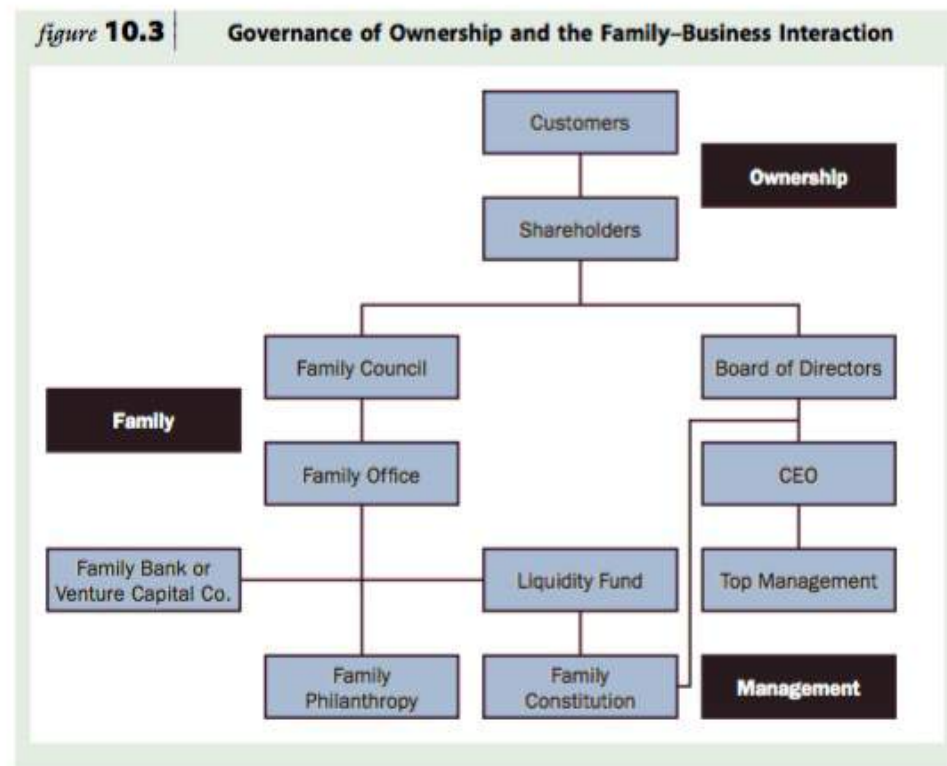 figure 10.3 Governance of Ownership and the Family–Business Interaction
Customers
Ownership
Shareholders
Family Council
Board of Directors
Family
Family Office
CEO
Family Bank or
Venture Capital Co.
Liquidity Fund
Top Management
Family
Philanthropy
Family
Constitution
Management